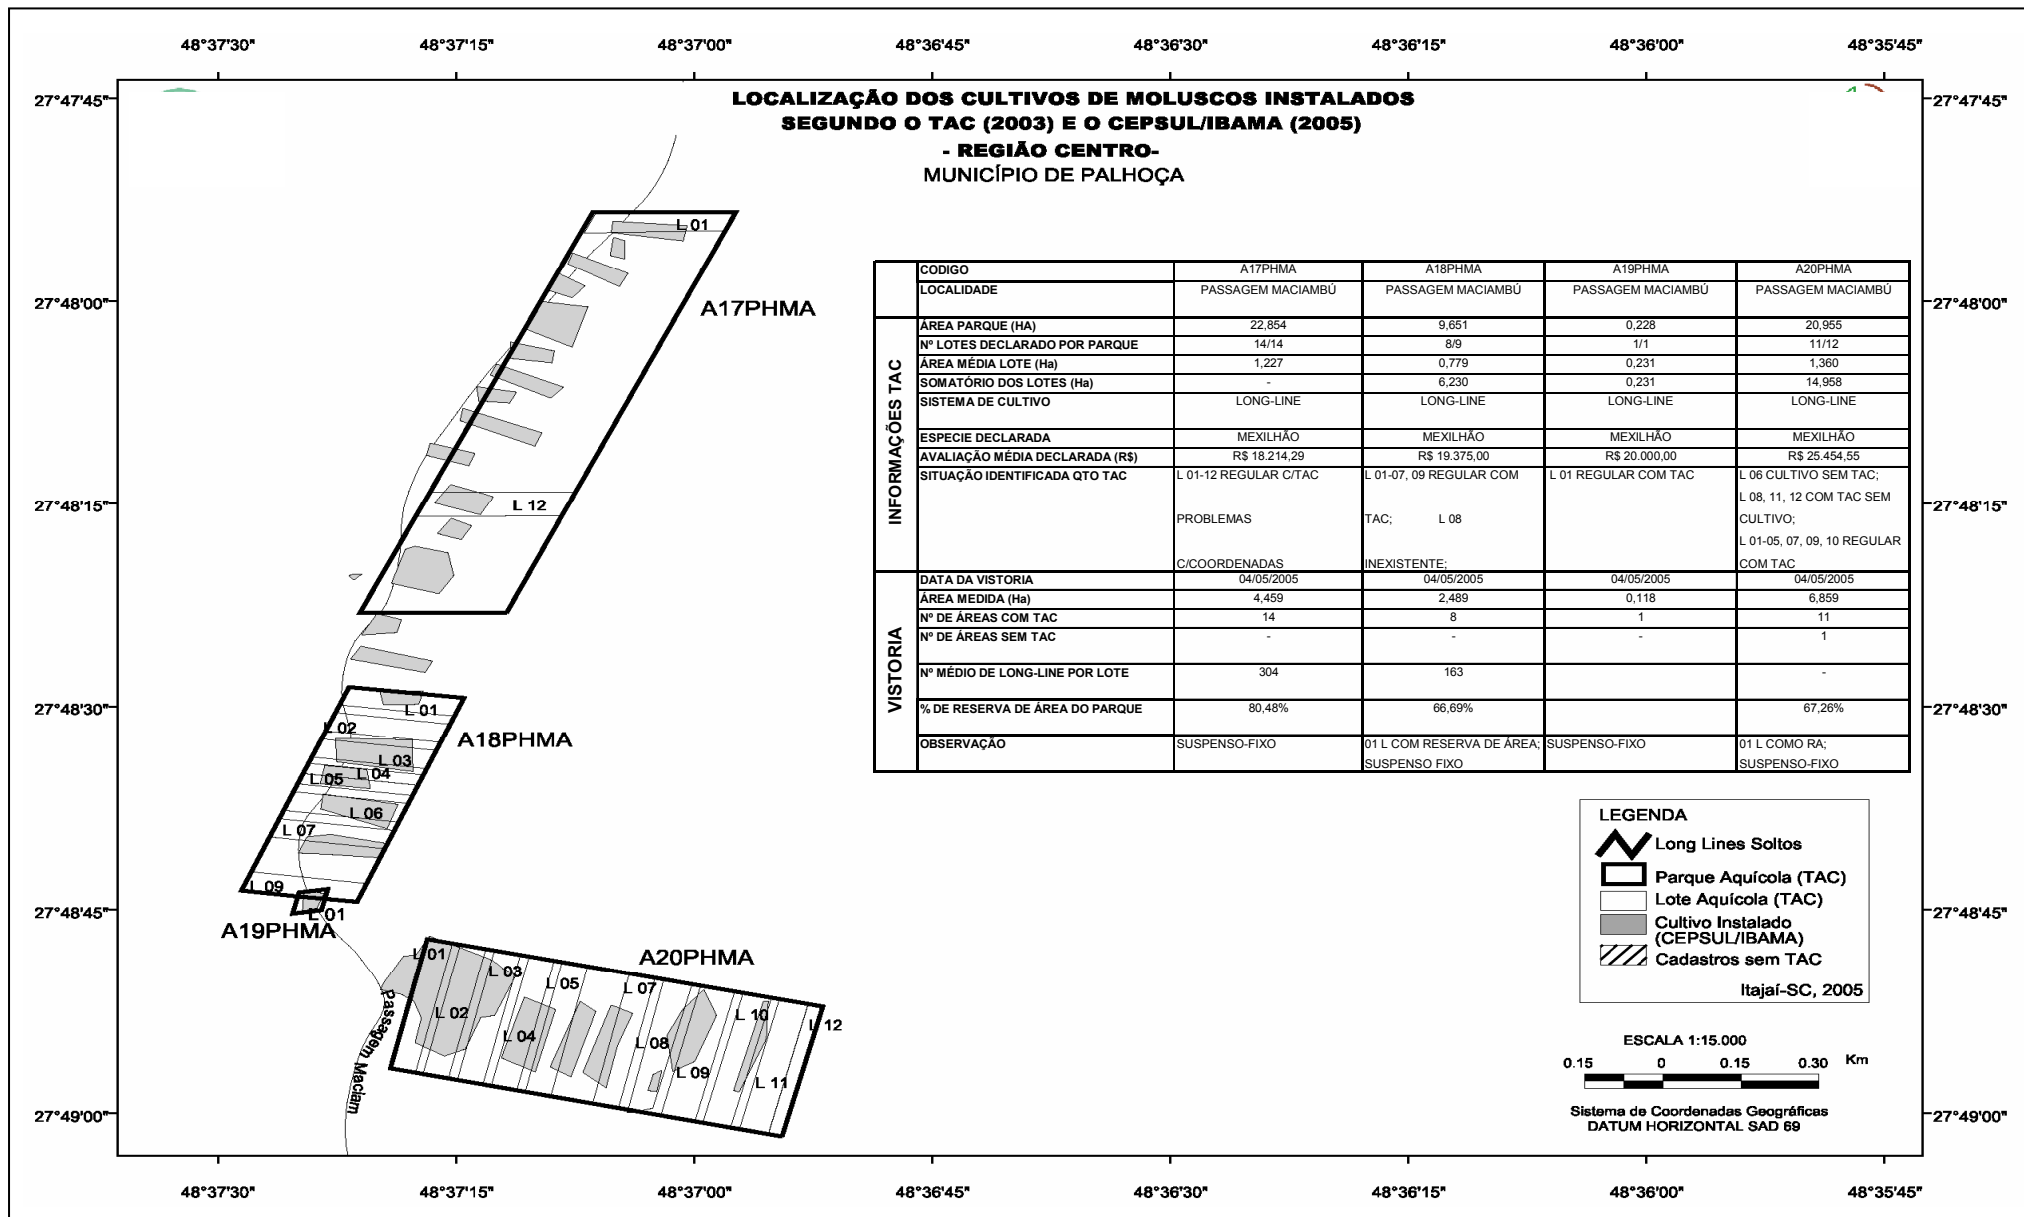 48°37'30" 48°37'15" 48°37'00" 48°36'45" 48°36'30" 48°36'15" 48°36'00" 48°35'45"
27°47'45" 27°47'45"
LOCALIZAÇÃO DOS CULTIVOS DE MOLUSCOS INSTALADOS
SEGUNDO O TAC (2003) E O CEPSUL/IBAMA (2005)
- REGIÃO CENTRO-
MUNICÍPIO DE PALHOÇA
L 01
A17PHMA
L 12
27°48'00" 27°48'00"
27°48'15" 27°48'15"
CODIGO A17PHMA A18PHMA A19PHMA A20PHMA
LOCALIDADE PASSAGEM MACIAMBÚ PASSAGEM MACIAMBÚ PASSAGEM MACIAMBÚ PASSAGEM MACIAMBÚ
INFORMAÇÕES TAC
ÁREA PARQUE (HA) 22,854 9,651 0,228 20,955
Nº LOTES DECLARADO POR PARQUE 14/14 8/9 1/1 11/12
ÁREA MÉDIA LOTE (Ha) 1,227 0,779 0,231 1,360
SOMATÓRIO DOS LOTES (Ha) - 6,230 0,231 14,958
SISTEMA DE CULTIVO LONG-LINE LONG-LINE LONG-LINE LONG-LINE
ESPECIE DECLARADA MEXILHÃO MEXILHÃO MEXILHÃO MEXILHÃO
AVALIAÇÃO MÉDIA DECLARADA (R$) R$ 18.214,29 R$ 19.375,00 R$ 20.000,00 R$ 25.454,55
SITUAÇÃO IDENTIFICADA QTO TAC L 01-12 REGULAR C/TAC L 01-07, 09 REGULAR COM L 01 REGULAR COM TAC L 06 CULTIVO SEM TAC;
L 08, 11, 12 COM TAC SEM
PROBLEMAS TAC; L 08 CULTIVO;
L 01-05, 07, 09, 10 REGULAR
C/COORDENADAS INEXISTENTE; COM TAC
VISTORIA
DATA DA VISTORIA 04/05/2005 04/05/2005 04/05/2005 04/05/2005
ÁREA MEDIDA (Ha) 4,459 2,489 0,118 6,859
Nº DE ÁREAS COM TAC 14 8 1 11
Nº DE ÁREAS SEM TAC - - - 1
Nº MÉDIO DE LONG-LINE POR LOTE 304 163 -
% DE RESERVA DE ÁREA DO PARQUE 80,48% 66,69% 67,26%
OBSERVAÇÃO SUSPENSO-FIXO 01 L COM RESERVA DE ÁREA; SUSPENSO-FIXO 01 L COMO RA;
SUSPENSO FIXO SUSPENSO-FIXO
27°48'30" 27°48'30"
L 01
L 02
A18PHMA
L 03
L 04
L 05
L 06
L 07
L 09
L 01
A19PHMA
27°48'45" 27°48'45"
A20PHMA
L 01
L 03
L 05
L 07
L 02
L 10
L 12
L 04
L 08
L 09
L 11
Passagem Maciam
27°49'00" 27°49'00"
LEGENDA
Long Lines Soltos
Parque Aquícola (TAC)
Lote Aquícola (TAC)
Cultivo Instalado
(CEPSUL/IBAMA)
Cadastros sem TAC
Itajaí-SC, 2005
ESCALA 1:15.000
0.15 0 0.15 0.30 Km
Sistema de Coordenadas Geográficas
DATUM HORIZONTAL SAD 69
48°37'30" 48°37'15" 48°37'00" 48°36'45" 48°36'30" 48°36'15" 48°36'00" 48°35'45"